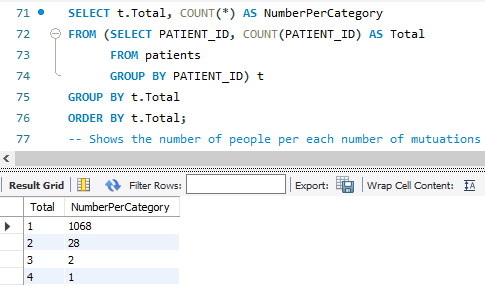 71 SELECT t.Total, COUNT(*) AS NumberPerCategory
72 FROM (SELECT PATIENT_ID, COUNT(PATIENT_ID) AS Total
73 FROM patients
74 GROUP BY PATIENT_ID) t
75 GROUP BY t.Total
76 ORDER BY t.Total;
77 -- Shows the number of people per each number of mutuations
Result Grid Filter Rows: Export: Wrap Cell Content: IA
Total NumberPerCategory
1 1068
2 28
3 2
4 1